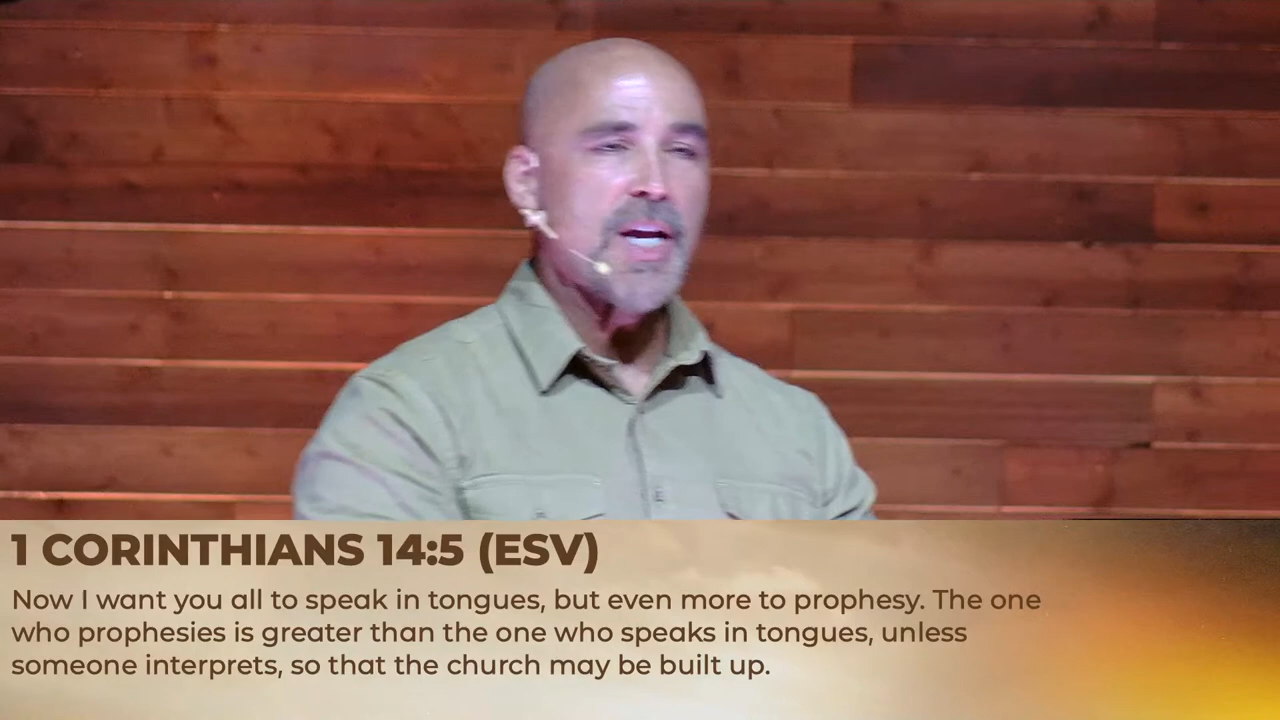 1 CORINTHIANS 14:5 (ESV)
Now I want you all to speak in tongues, but even more to prophesy. The one
who prophesies is greater than the one who speaks in tongues, unless
someone interprets, so that the church may be built up.